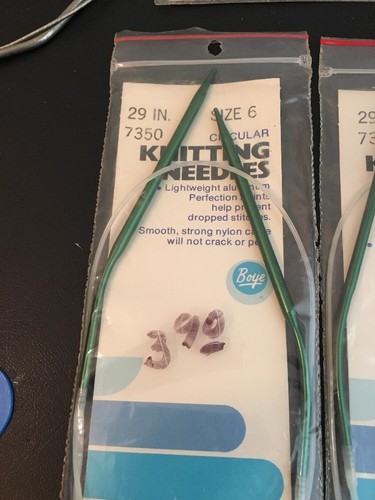 29 IN. SIZE 6
7350 CIRCULAR
KNITTING
NEEDLES
• Lightweight aluminum
Perfection points
help prevent
dropped stitches.
Smooth, strong nylon cable
will not crack or peel
Boye
399
29
73
K